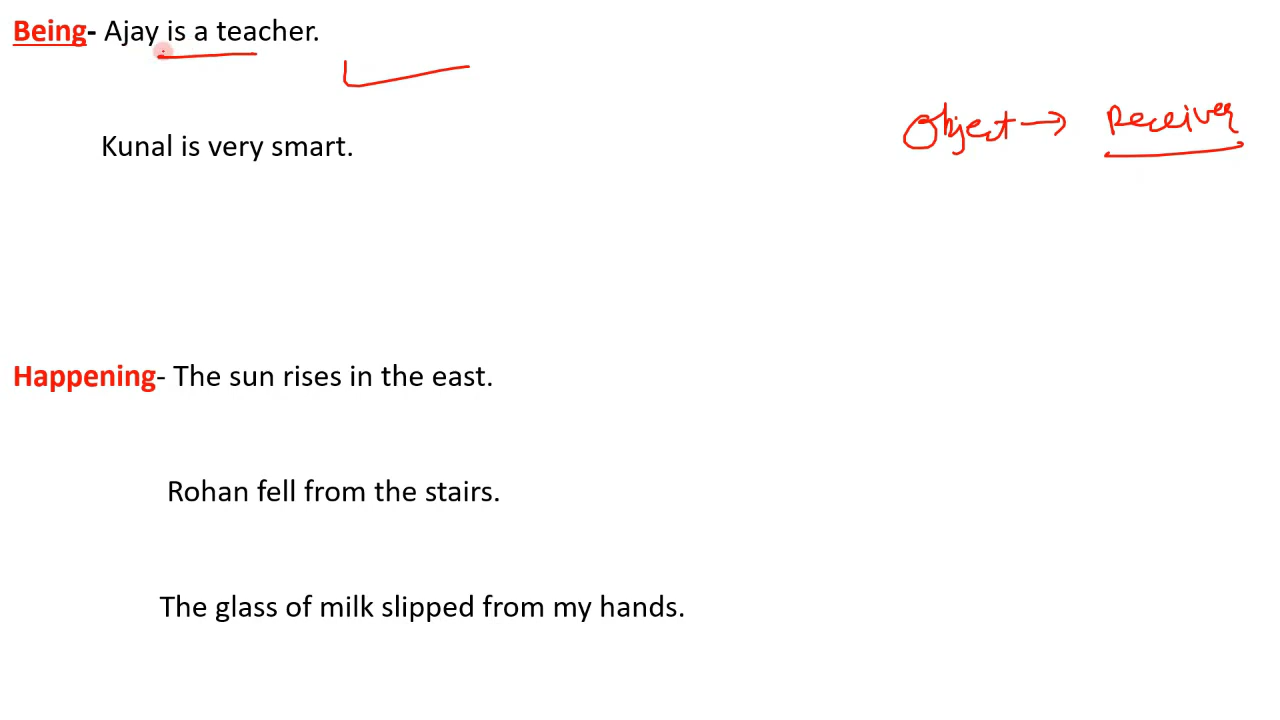 Being- Ajay is a teacher.
Object → Receiver
Kunal is very smart.
Happening- The sun rises in the east.
Rohan fell from the stairs.
The glass of milk slipped from my hands.